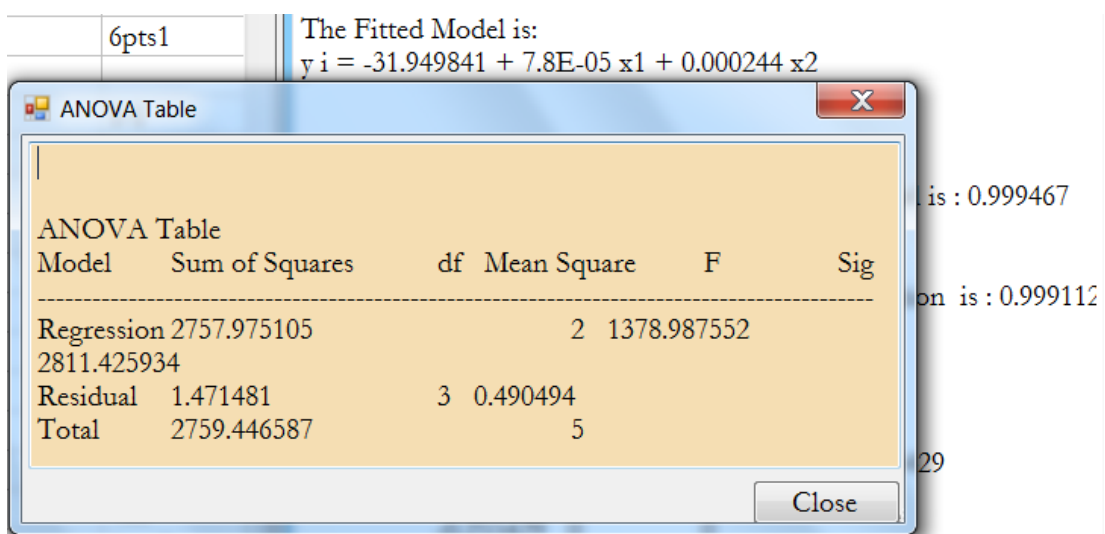 6pts1
The Fitted Model is:
y i = -31.949841 + 7.8E-05 x1 + 0.000244 x2
ANOVA Table
is : 0.999467
ANOVA Table
Model Sum of Squares df Mean Square F Sig
--------------------------------------------------------------------------------
on is : 0.999112
Regression 2757.975105 2 1378.987552
2811.425934
Residual 1.471481 3 0.490494
Total 2759.446587 5
29
Close